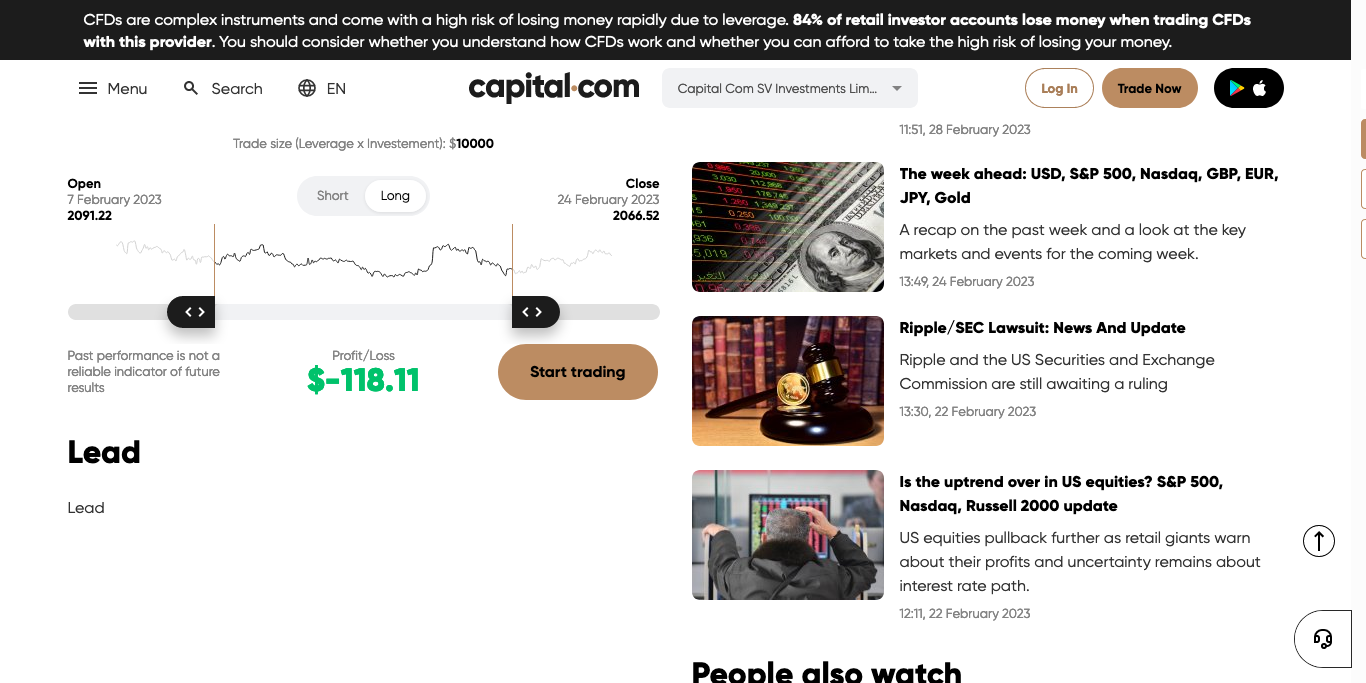 CFDs are complex instruments and come with a high risk of losing money rapidly due to leverage. 84% of retail investor accounts lose money when trading CFDs
with this provider. You should consider whether you understand how CFDs work and whether you can afford to take the high risk of losing your money.
Menu
Search
EN
capital.com
Capital Com SV Investments Lim...
Log In
Trade Now
Trade size (Leverage x Investement): $10000
Open
7 February 2023
2091.22
Short
Long
Close
24 February 2023
2066.52
Past performance is not a
reliable indicator of future
results
Profit/Loss
$-118.11
Start trading
Lead
Lead
11:51, 28 February 2023
The week ahead: USD, S&P 500, Nasdaq, GBP, EUR,
JPY, Gold
A recap on the past week and a look at the key
markets and events for the coming week.
13:49, 24 February 2023
Ripple/SEC Lawsuit: News And Update
Ripple and the US Securities and Exchange
Commission are still awaiting a ruling
13:30, 22 February 2023
Is the uptrend over in US equities? S&P 500,
Nasdaq, Russell 2000 update
US equities pullback further as retail giants warn
about their profits and uncertainty remains about
interest rate path.
12:11, 22 February 2023
People also watch